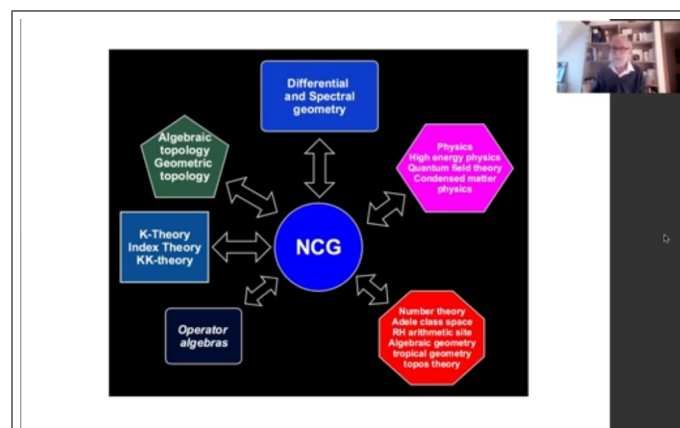 Differential
and Spectral
geometry
Algebraic
topology
Geometric
topology
Physics
High energy physics
Quantum field theory
Condensed matter
physics
K-Theory
Index Theory
KK-theory
NCG
Operator
algebras
Number theory
Adele class space
RH arithmetic site
Algebraic geometry
tropical geometry
topos theory